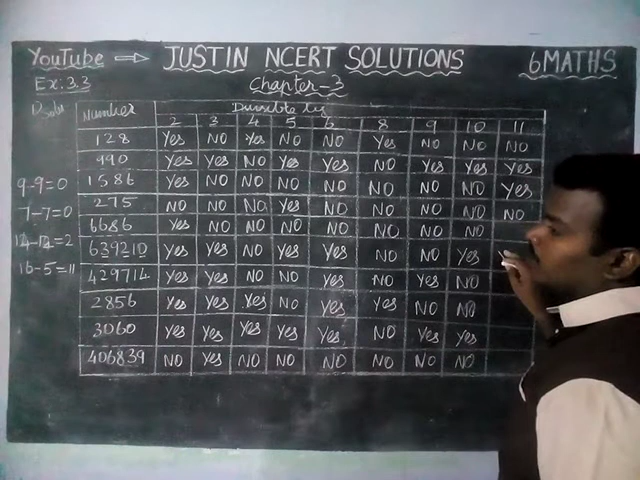 YouTube → JUSTIN NCERT SOLUTIONS 6MATHS
Ex: 3.3 Chapter-3
Number Divisible by
2 3 4 5 6 8 9 10 11
128 Yes NO Yes NO NO Yes NO NO NO
990 Yes Yes NO Yes Yes NO Yes Yes Yes
9-9=0 1586 Yes NO NO NO NO NO NO NO Yes
7-7=0 275 NO NO NO Yes NO NO NO NO NO
6686 Yes NO NO NO NO NO NO NO
14-12=2 639210 Yes Yes NO Yes Yes NO NO Yes
16-5=11 429714 Yes Yes NO NO Yes NO Yes NO
2856 Yes Yes Yes NO Yes Yes NO NO
3060 Yes Yes Yes Yes Yes NO Yes Yes
406839 NO Yes NO NO NO NO NO NO